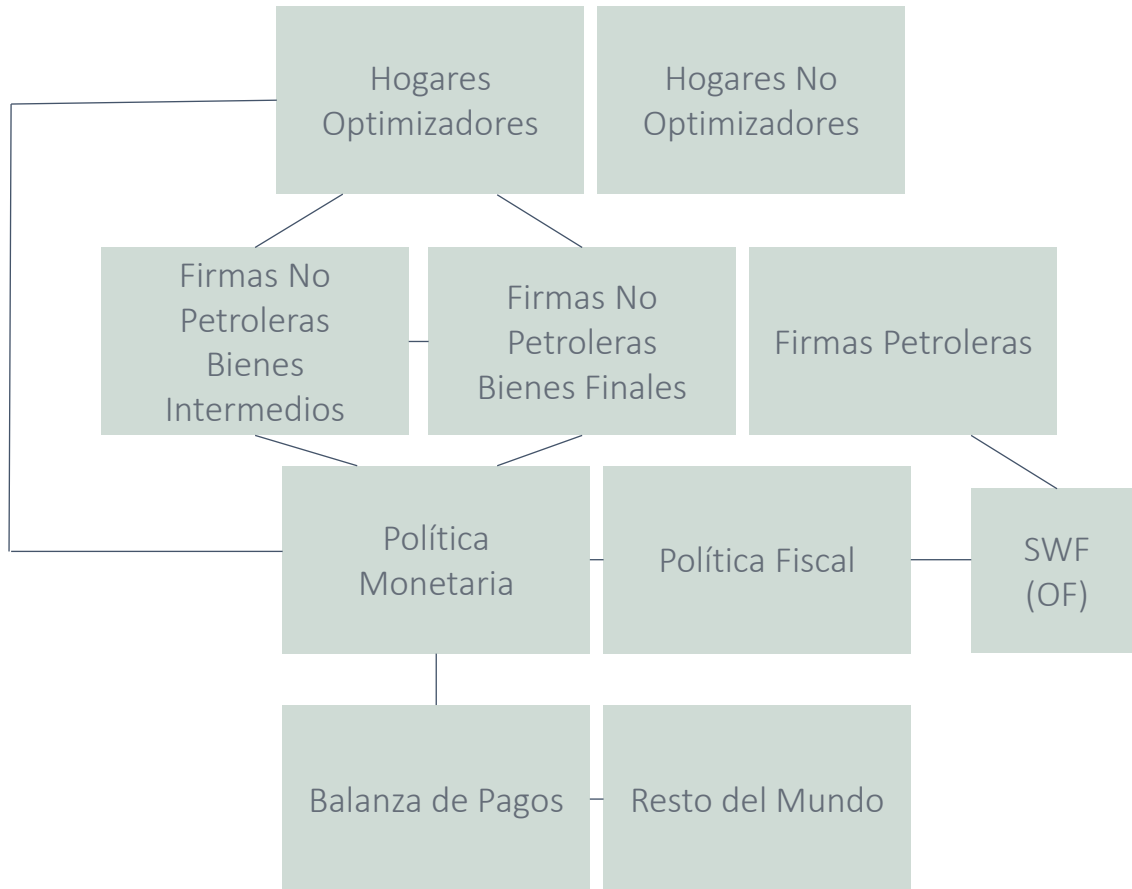 Hogares
Optimizadores
Hogares No
Optimizadores
Firmas No
Petroleras
Bienes
Intermedios
Firmas No
Petroleras
Bienes Finales
Firmas Petroleras
Política
Monetaria
Política Fiscal
SWF
(OF)
Balanza de Pagos
Resto del Mundo